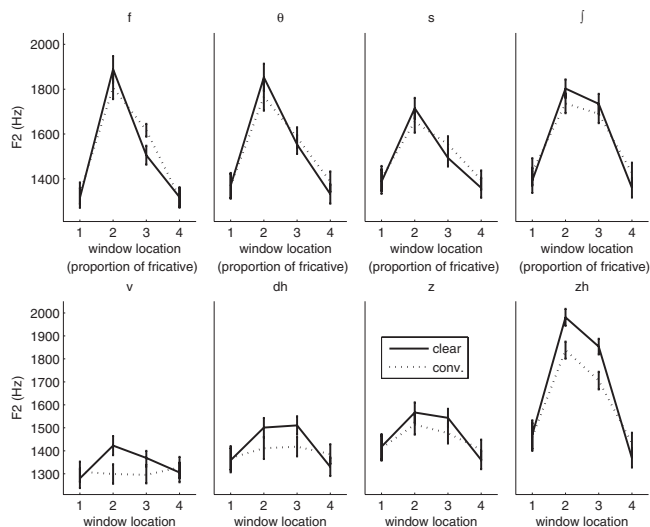 f θ s ʃ
2000
1800
1600
1400
F2 (Hz)
1 2 3 4 1 2 3 4 1 2 3 4 1 2 3 4
window location window location window location window location
(proportion of fricative) (proportion of fricative) (proportion of fricative) (proportion of fricative)
v dh z zh
2000
1900
1800
1700
1600
1500
1400
1300
F2 (Hz)
clear
conv.
1 2 3 4 1 2 3 4 1 2 3 4 1 2 3 4
window location window location window location window location